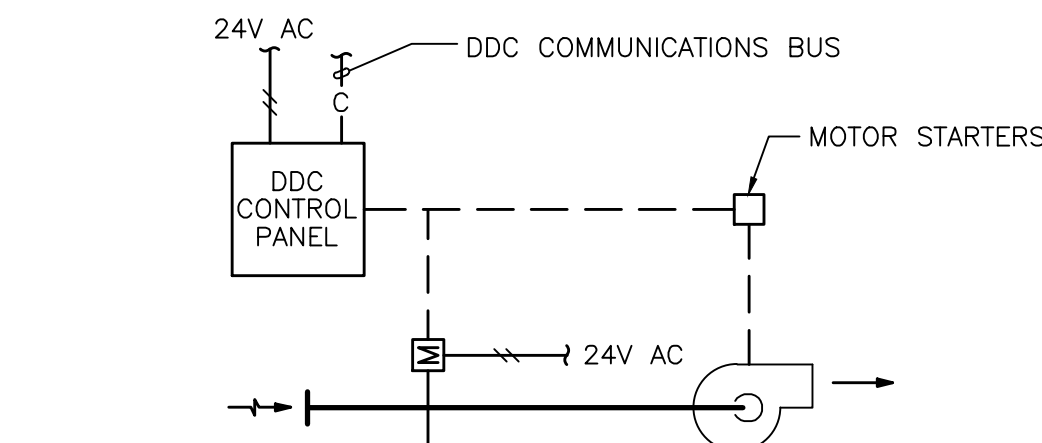 24V AC
DDC COMMUNICATIONS BUS
C
MOTOR STARTERS
DDC
CONTROL
PANEL
M
24V AC